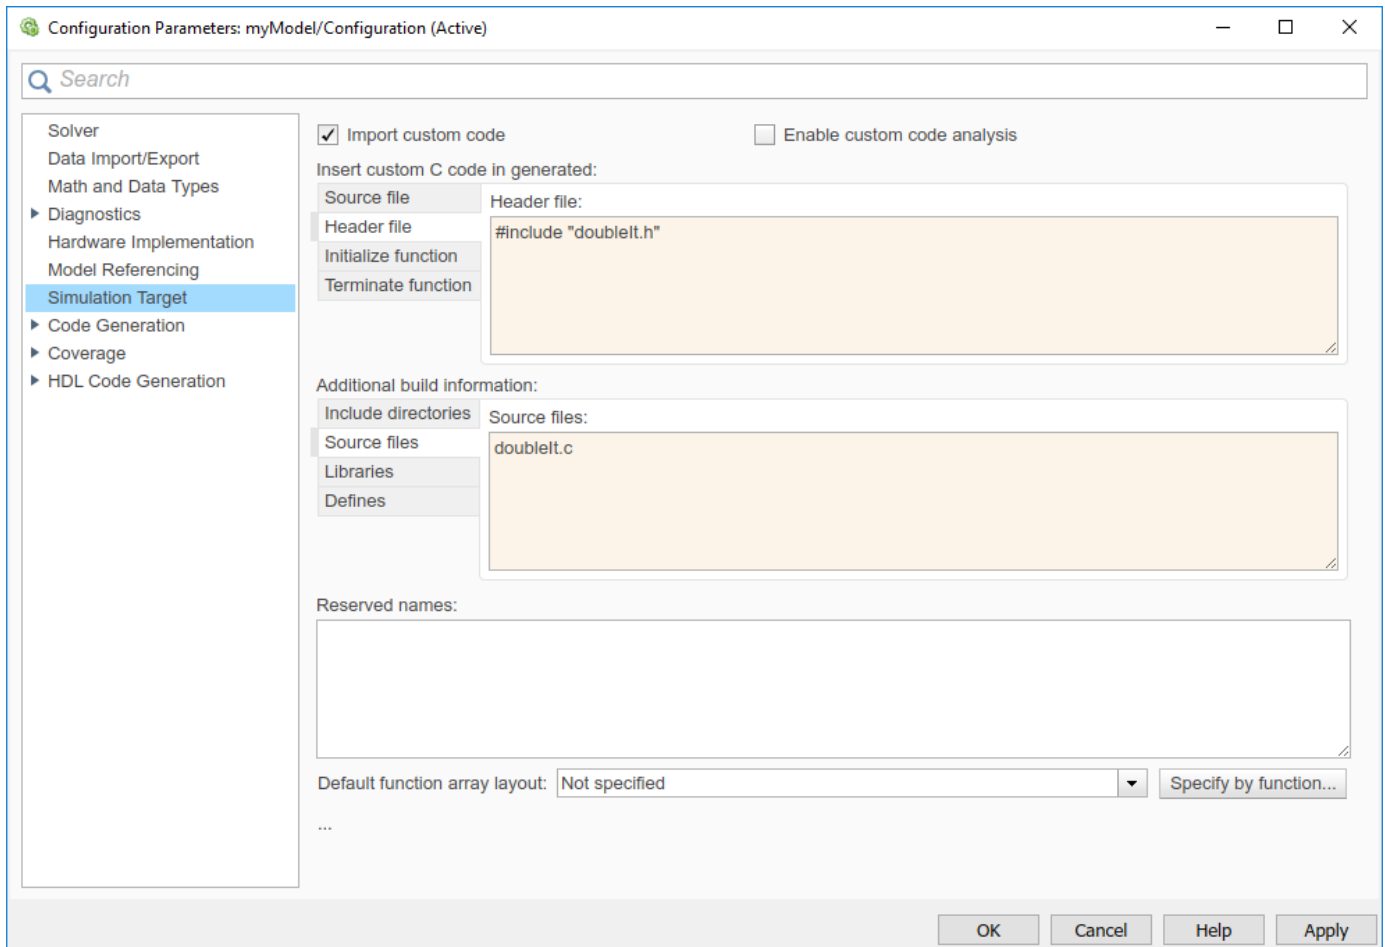 Configuration Parameters: myModel/Configuration (Active)
Search
Solver
Data Import/Export
Math and Data Types
Diagnostics
Hardware Implementation
Model Referencing
Simulation Target
Code Generation
Coverage
HDL Code Generation
Import custom code
Enable custom code analysis
Insert custom C code in generated:
Source file
Header file
Initialize function
Terminate function
Header file:
#include "doubleIt.h"
Additional build information:
Include directories
Source files
Libraries
Defines
Source files:
doubleIt.c
Reserved names:
Default function array layout: Not specified Specify by function...
...
OK Cancel Help Apply